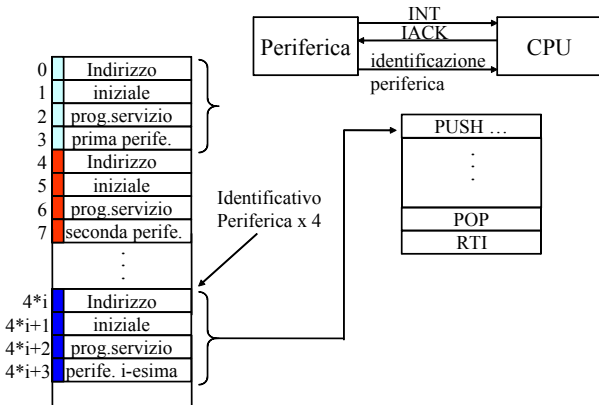 INT
IACK
Periferica
CPU
identificazione
periferica
0 Indirizzo
1 iniziale
2 prog.servizio
3 prima perife.
4 Indirizzo
5 iniziale
6 prog.servizio
7 seconda perife.
Identificativo
Periferica x 4
PUSH …
POP
RTI
4*i Indirizzo
4*i+1 iniziale
4*i+2 prog.servizio
4*i+3 perife. i-esima